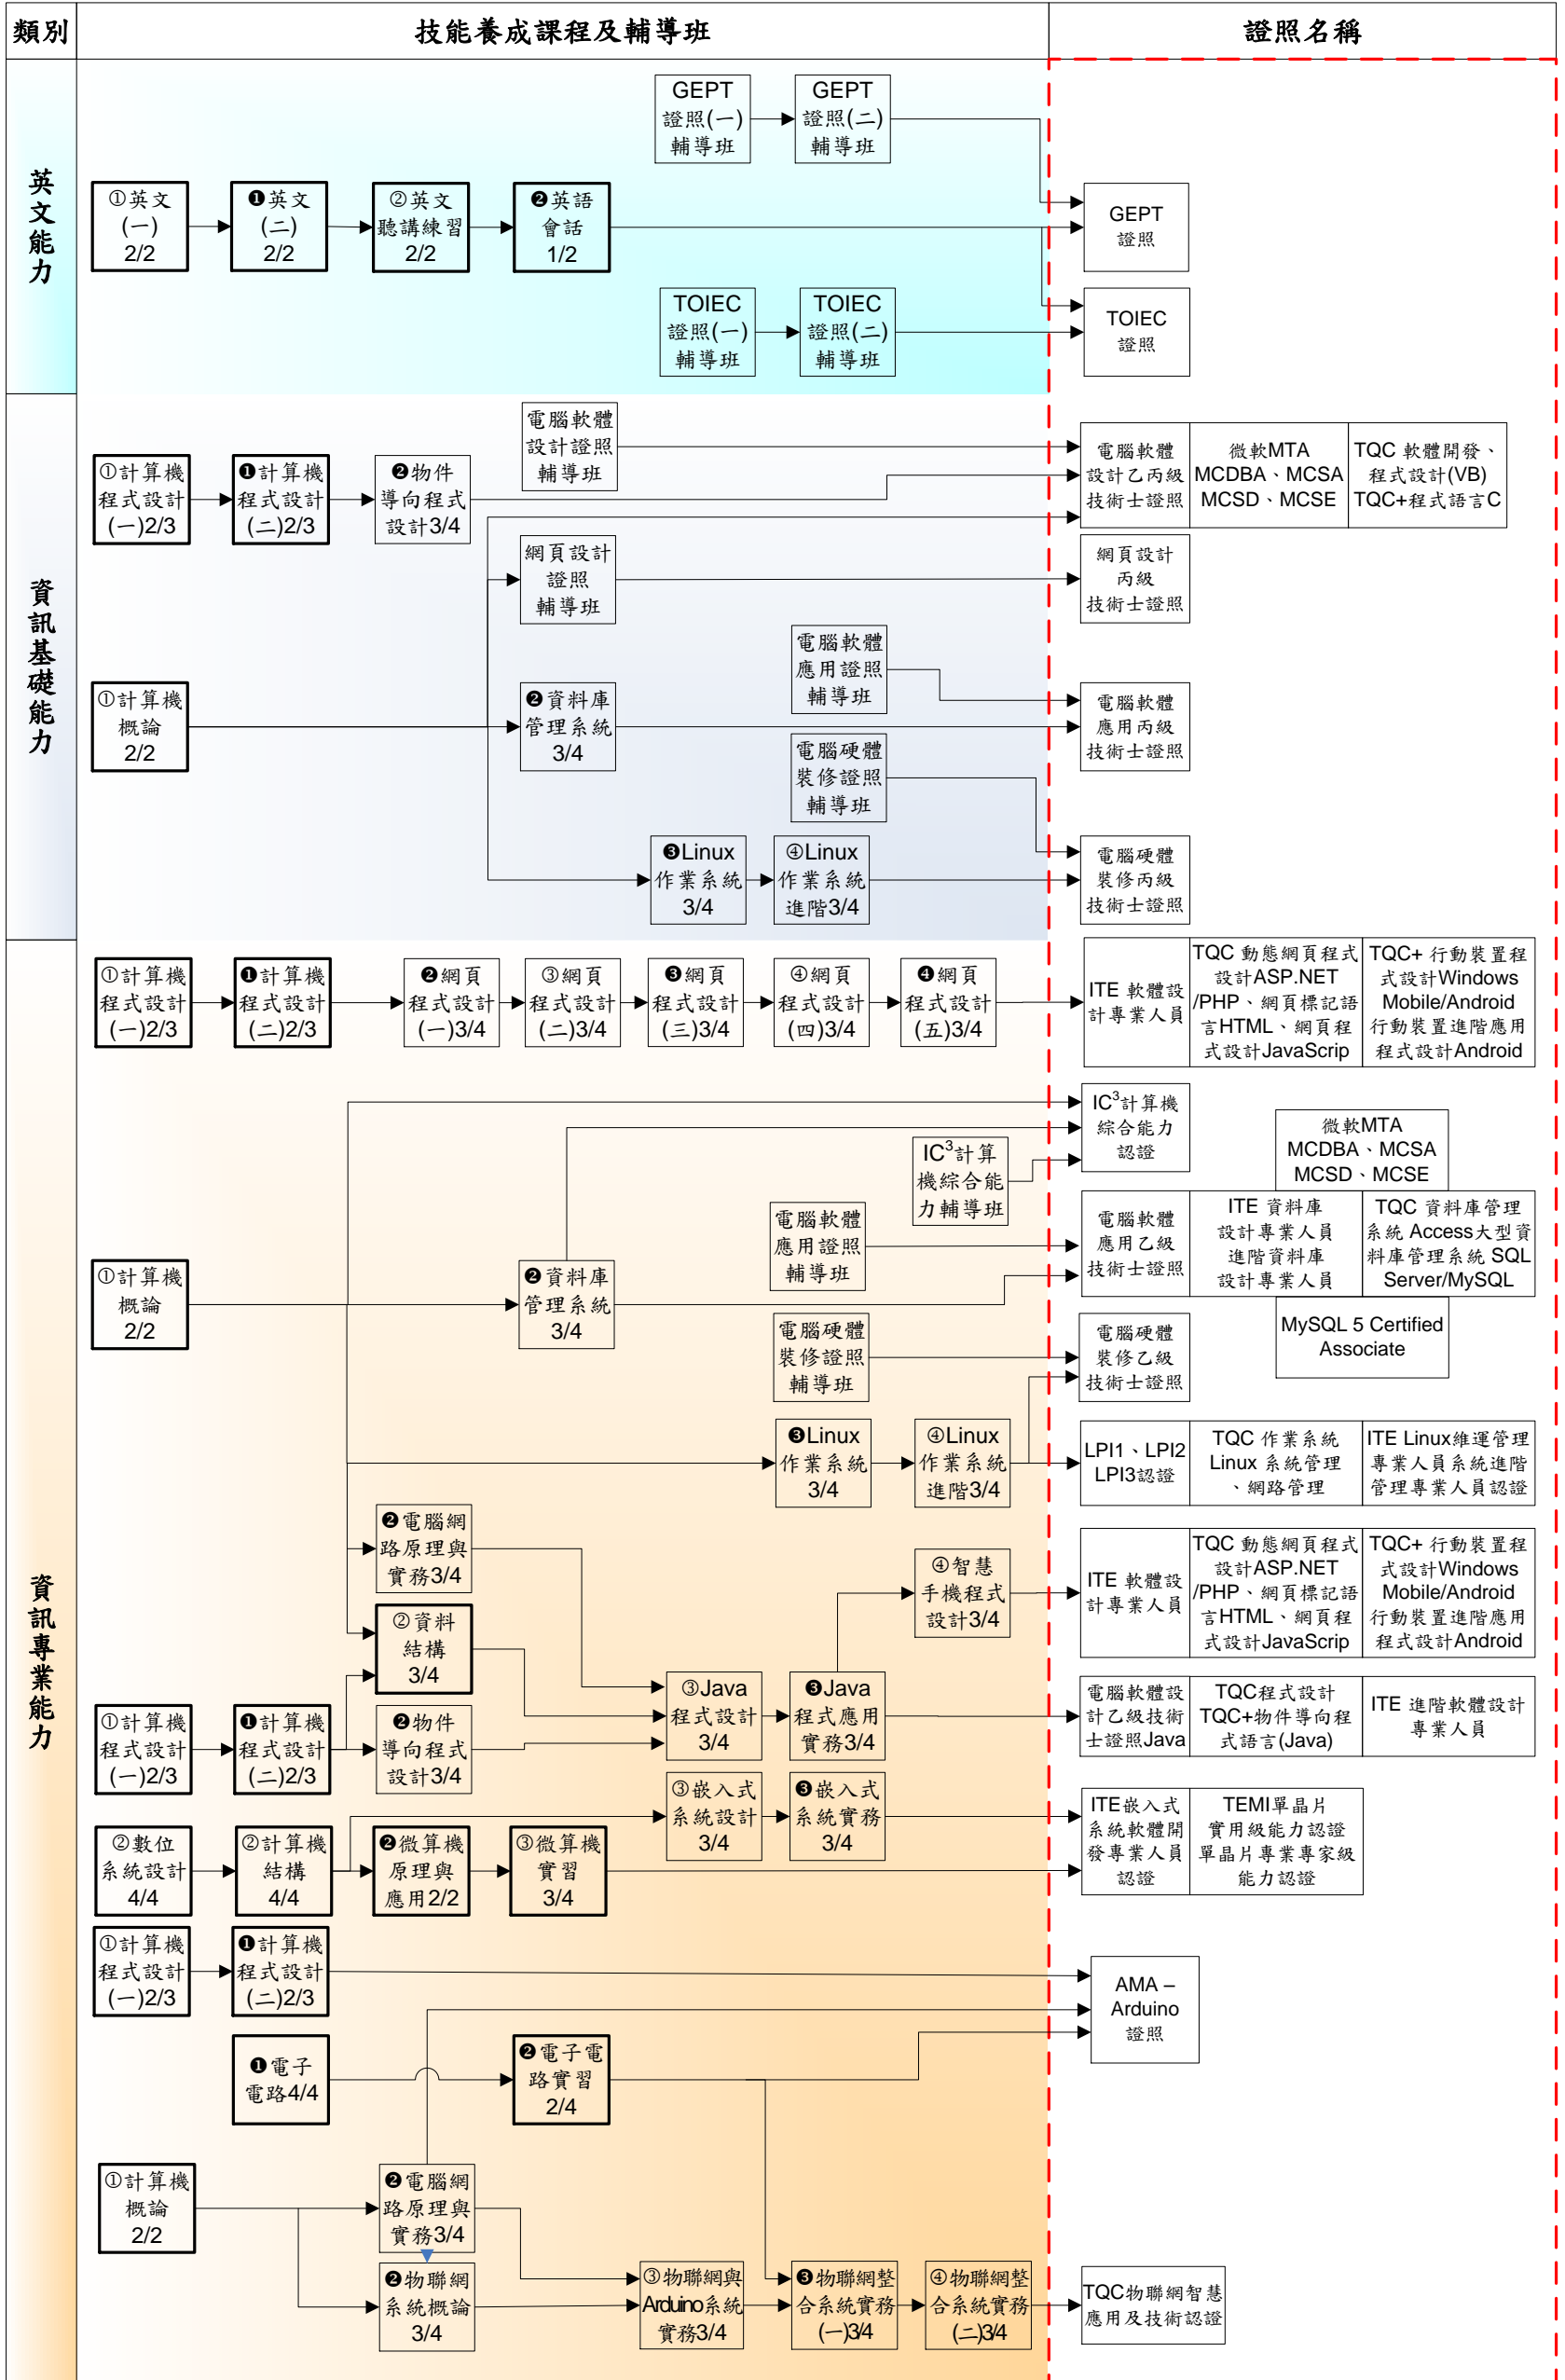 類別
技能養成課程及輔導班
證照名稱
英文能力
GEPT
證照(一)
輔導班
GEPT
證照(二)
輔導班
①英文
(一)
2/2
❶英文
(二)
2/2
②英文
聽講練習
2/2
❷英語
會話
1/2
GEPT
證照
TOIEC
證照(一)
輔導班
TOIEC
證照(二)
輔導班
TOIEC
證照
資訊基礎能力
電腦軟體
設計證照
輔導班
①計算機
程式設計
(一)2/3
❶計算機
程式設計
(二)2/3
❷物件
導向程式
設計3/4
電腦軟體
設計乙丙級
技術士證照
微軟MTA
MCDBA、MCSA
MCSD、MCSE
TQC 軟體開發、
程式設計(VB)
TQC+程式語言C
網頁設計
證照
輔導班
網頁設計
丙級
技術士證照
電腦軟體
應用證照
輔導班
①計算機
概論
2/2
❷資料庫
管理系統
3/4
電腦軟體
應用丙級
技術士證照
電腦硬體
裝修證照
輔導班
❸Linux
作業系統
3/4
④Linux
作業系統
進階3/4
電腦硬體
裝修丙級
技術士證照
資訊專業能力
①計算機
程式設計
(一)2/3
❶計算機
程式設計
(二)2/3
❷網頁
程式設計
(一)3/4
③網頁
程式設計
(二)3/4
❸網頁
程式設計
(三)3/4
④網頁
程式設計
(四)3/4
❹網頁
程式設計
(五)3/4
ITE 軟體設
計專業人員
TQC 動態網頁程式
設計ASP.NET
/PHP、網頁標記語
言HTML、網頁程
式設計JavaScrip
TQC+ 行動裝置程
式設計Windows
Mobile/Android
行動裝置進階應用
程式設計Android
IC³計算機
綜合能力
認證
微軟MTA
MCDBA、MCSA
MCSD、MCSE
IC³計算
機綜合能
力輔導班
電腦軟體
應用證照
輔導班
電腦軟體
應用乙級
技術士證照
ITE 資料庫
設計專業人員
進階資料庫
設計專業人員
TQC 資料庫管理
系統 Access大型資
料庫管理系統 SQL
Server/MySQL
①計算機
概論
2/2
❷資料庫
管理系統
3/4
MySQL 5 Certified
Associate
電腦硬體
裝修證照
輔導班
電腦硬體
裝修乙級
技術士證照
❸Linux
作業系統
3/4
④Linux
作業系統
進階3/4
LPI1、LPI2
LPI3認證
TQC 作業系統
Linux 系統管理
、網路管理
ITE Linux維運管理
專業人員系統進階
管理專業人員認證
❷電腦網
路原理與
實務3/4
④智慧
手機程式
設計3/4
ITE 軟體設
計專業人員
TQC 動態網頁程式
設計ASP.NET
/PHP、網頁標記語
言HTML、網頁程
式設計JavaScrip
TQC+ 行動裝置程
式設計Windows
Mobile/Android
行動裝置進階應用
程式設計Android
②資料
結構
3/4
①計算機
程式設計
(一)2/3
❶計算機
程式設計
(二)2/3
❷物件
導向程式
設計3/4
③Java
程式設計
3/4
❸Java
程式應用
實務3/4
電腦軟體設
計乙級技術
士證照Java
TQC程式設計
TQC+物件導向程
式語言(Java)
ITE 進階軟體設計
專業人員
③嵌入式
系統設計
3/4
❸嵌入式
系統實務
3/4
②數位
系統設計
4/4
②計算機
結構
4/4
❷微算機
原理與
應用2/2
③微算機
實習
3/4
ITE嵌入式
系統軟體開
發專業人員
認證
TEMI單晶片
實用級能力認證
單晶片專業專家級
能力認證
①計算機
程式設計
(一)2/3
❶計算機
程式設計
(二)2/3
AMA –
Arduino
證照
❶電子
電路4/4
❷電子電
路實習
2/4
①計算機
概論
2/2
❷電腦網
路原理與
實務3/4
❷物聯網
系統概論
3/4
③物聯網與
Arduino系統
實務3/4
❸物聯網整
合系統實務
(一)3/4
④物聯網整
合系統實務
(二)3/4
TQC物聯網智慧
應用及技術認證